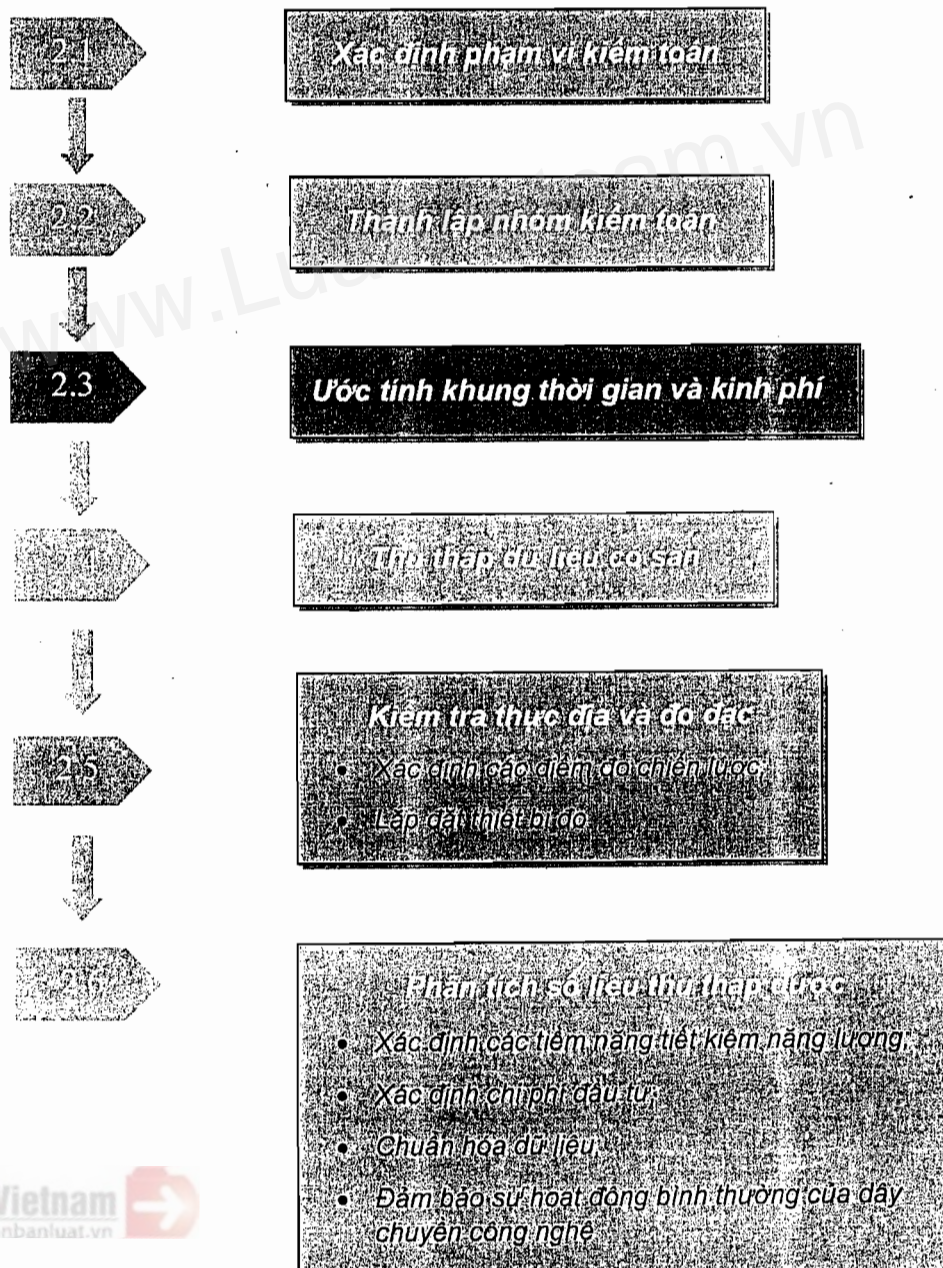 2.1
Xác định phạm vi kiểm toán
2.2
Thành lập nhóm kiểm toán
2.3
Ước tính khung thời gian và kinh phí
2.4
Thu thập dữ liệu có sẵn
2.5
Kiểm tra thực địa và đo đạc
• Xác định các điểm đo chiến lược;
• Lắp đặt thiết bị đo
2.6
Phân tích số liệu thu thập được
• Xác định các tiềm năng tiết kiệm năng lượng;
• Xác định chi phí đầu tư;
• Chuẩn hóa dữ liệu;
• Đảm bảo sự hoạt động bình thường của dây
chuyền công nghệ
Vietnam
nbanluat.vn